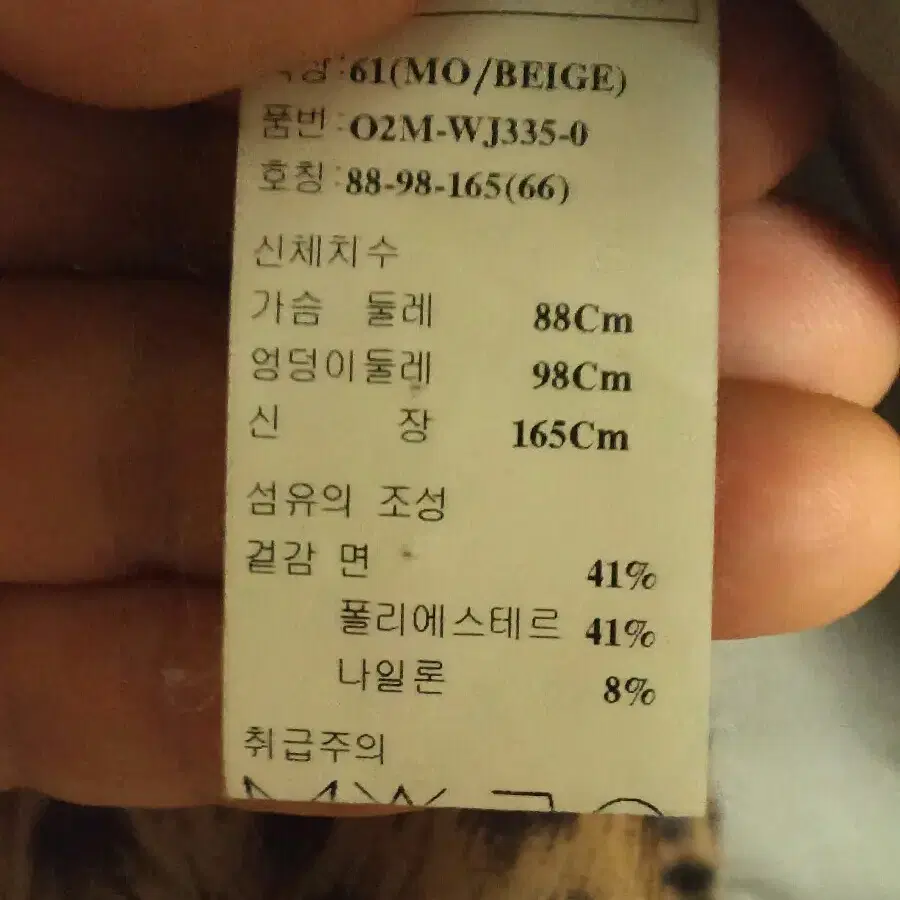 61(MO/BEIGE)
품번:O2M-WJ335-0
호칭:88-98-165(66)
신체치수
가슴 둘레 88Cm
엉덩이둘레 98Cm
신 장 165Cm
섬유의 조성
겉감 면 41%
폴리에스테르 41%
나일론 8%
취급주의